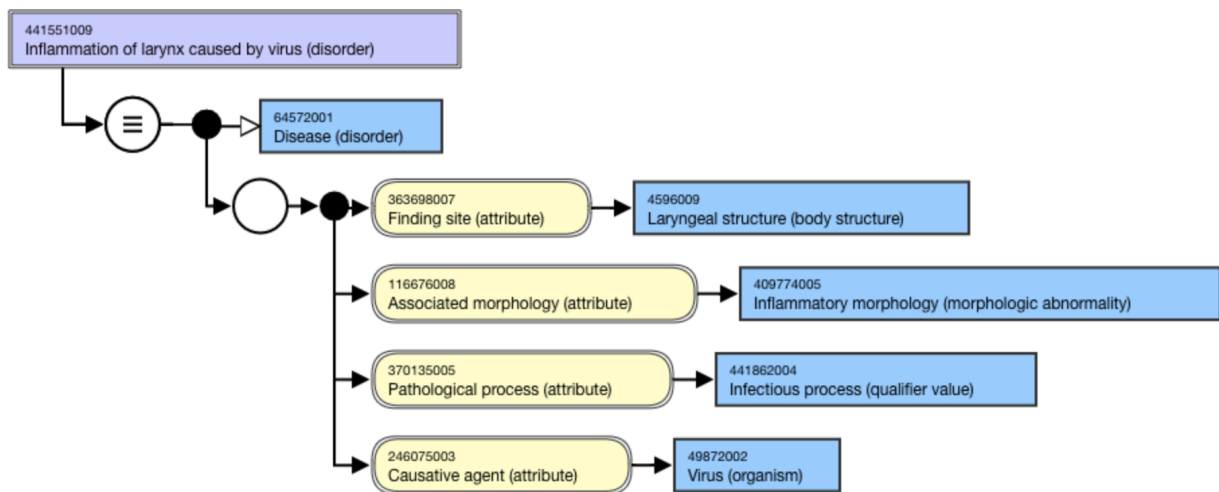 441551009
Inflammation of larynx caused by virus (disorder)
64572001
Disease (disorder)
363698007
Finding site (attribute)
4596009
Laryngeal structure (body structure)
116676008
Associated morphology (attribute)
409774005
Inflammatory morphology (morphologic abnormality)
370135005
Pathological process (attribute)
441862004
Infectious process (qualifier value)
246075003
Causative agent (attribute)
49872002
Virus (organism)